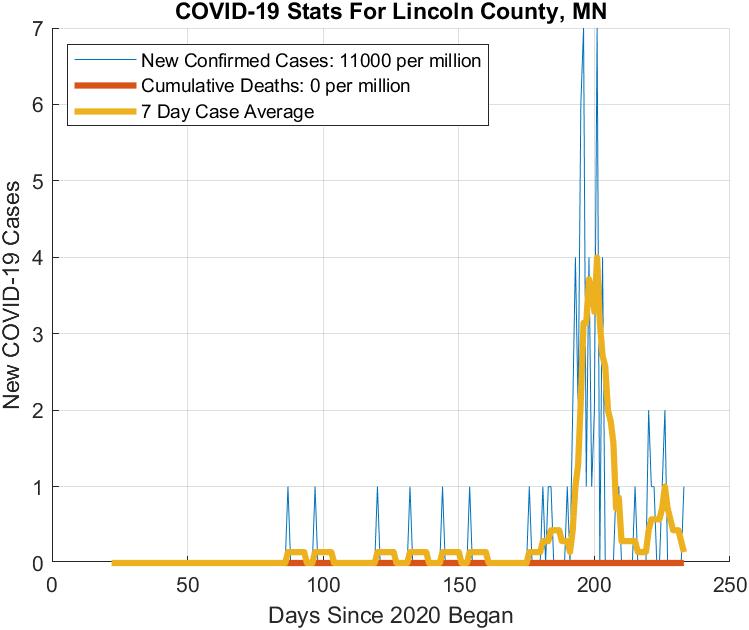 COVID-19 Stats For Lincoln County, MN
New Confirmed Cases: 11000 per million
Cumulative Deaths: 0 per million
7 Day Case Average
New COVID-19 Cases
7
6
5
4
3
2
1
0
0 50 100 150 200 250
Days Since 2020 Began